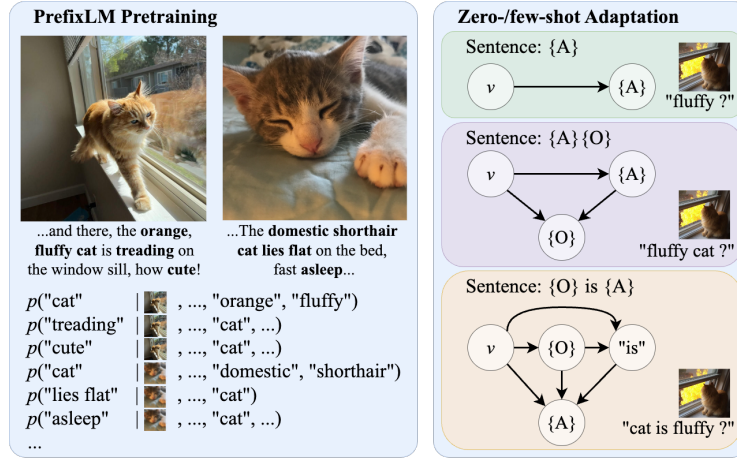 PrefixLM Pretraining
...and there, the orange,
fluffy cat is treading on
the window sill, how cute!
...The domestic shorthair
cat lies flat on the bed,
fast asleep...
p("cat" | , ..., "orange", "fluffy")
p("treading" | , ..., "cat", ...)
p("cute" | , ..., "cat", ...)
p("cat" | , ..., "domestic", "shorthair")
p("lies flat" | , ..., "cat")
p("asleep" | , ..., "cat", ...)
...
Zero-/few-shot Adaptation
Sentence: {A}
v {A}
"fluffy ?"
Sentence: {A}{O}
v {A}
{O}
"fluffy cat ?"
Sentence: {O} is {A}
v {O} "is"
{A}
"cat is fluffy ?"